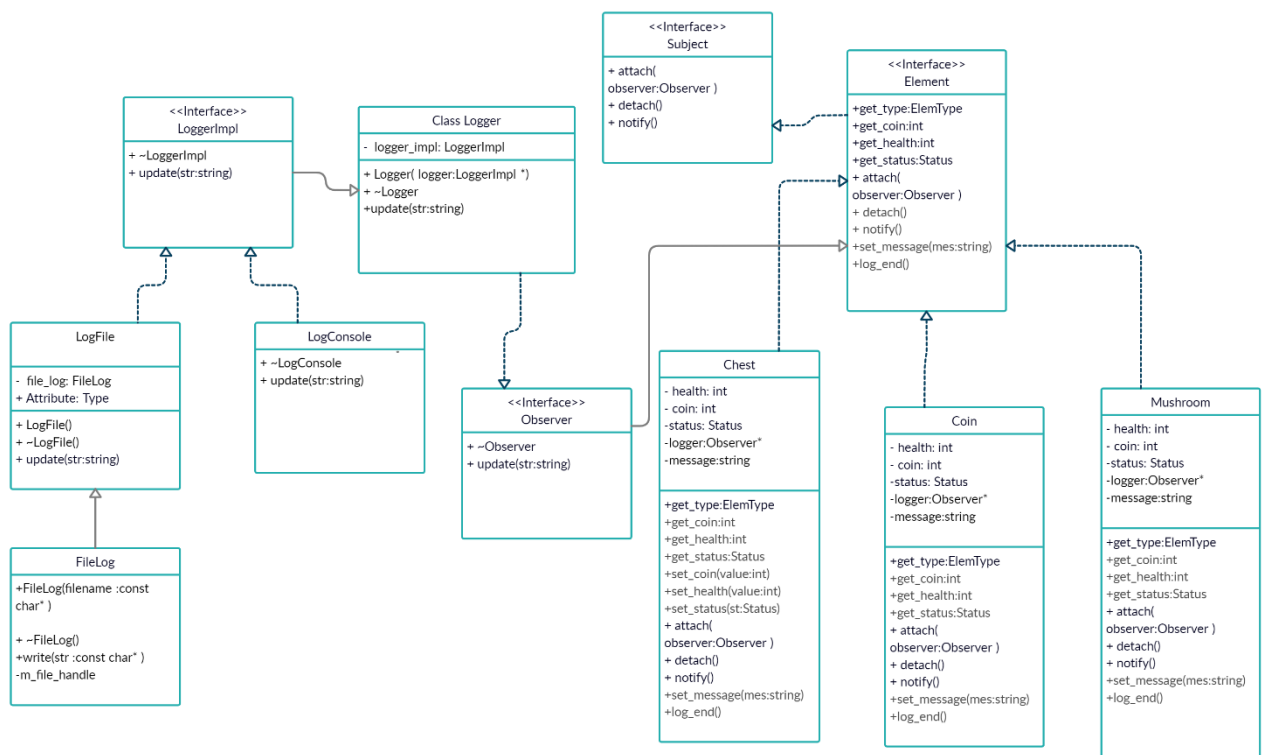 <<Interface>>
Subject
+ attach(
observer:Observer )
+ detach()
+ notify()
<<Interface>>
Element
+get_type:ElemType
+get_coin:int
+get_health:int
+get_status:Status
+ attach(
observer:Observer )
+ detach()
+ notify()
+set_message(mes:string)
+log_end()
<<Interface>>
LoggerImpl
+ ~LoggerImpl
+ update(str:string)
Class Logger
- logger_impl: LoggerImpl
+ Logger( logger:LoggerImpl *)
+ ~Logger
+update(str:string)
LogFile
- file_log: FileLog
+ Attribute: Type
+ LogFile()
+ ~LogFile()
+ update(str:string)
LogConsole
+ ~LogConsole
+ update(str:string)
<<Interface>>
Observer
+ ~Observer
+ update(str:string)
Chest
- health: int
- coin: int
-status: Status
-logger:Observer*
-message:string
+get_type:ElemType
+get_coin:int
+get_health:int
+get_status:Status
+set_coin(value:int)
+set_health(value:int)
+set_status(st:Status)
+ attach(
observer:Observer )
+ detach()
+ notify()
+set_message(mes:string)
+log_end()
Coin
- health: int
- coin: int
-status: Status
-logger:Observer*
-message:string
+get_type:ElemType
+get_coin:int
+get_health:int
+get_status:Status
+ attach(
observer:Observer )
+ detach()
+ notify()
+set_message(mes:string)
+log_end()
Mushroom
- health: int
- coin: int
-status: Status
-logger:Observer*
-message:string
+get_type:ElemType
+get_coin:int
+get_health:int
+get_status:Status
+ attach(
observer:Observer )
+ detach()
+ notify()
+set_message(mes:string)
+log_end()
FileLog
+FileLog(filename :const
char* )
+ ~FileLog()
+write(str :const char* )
-m_file_handle